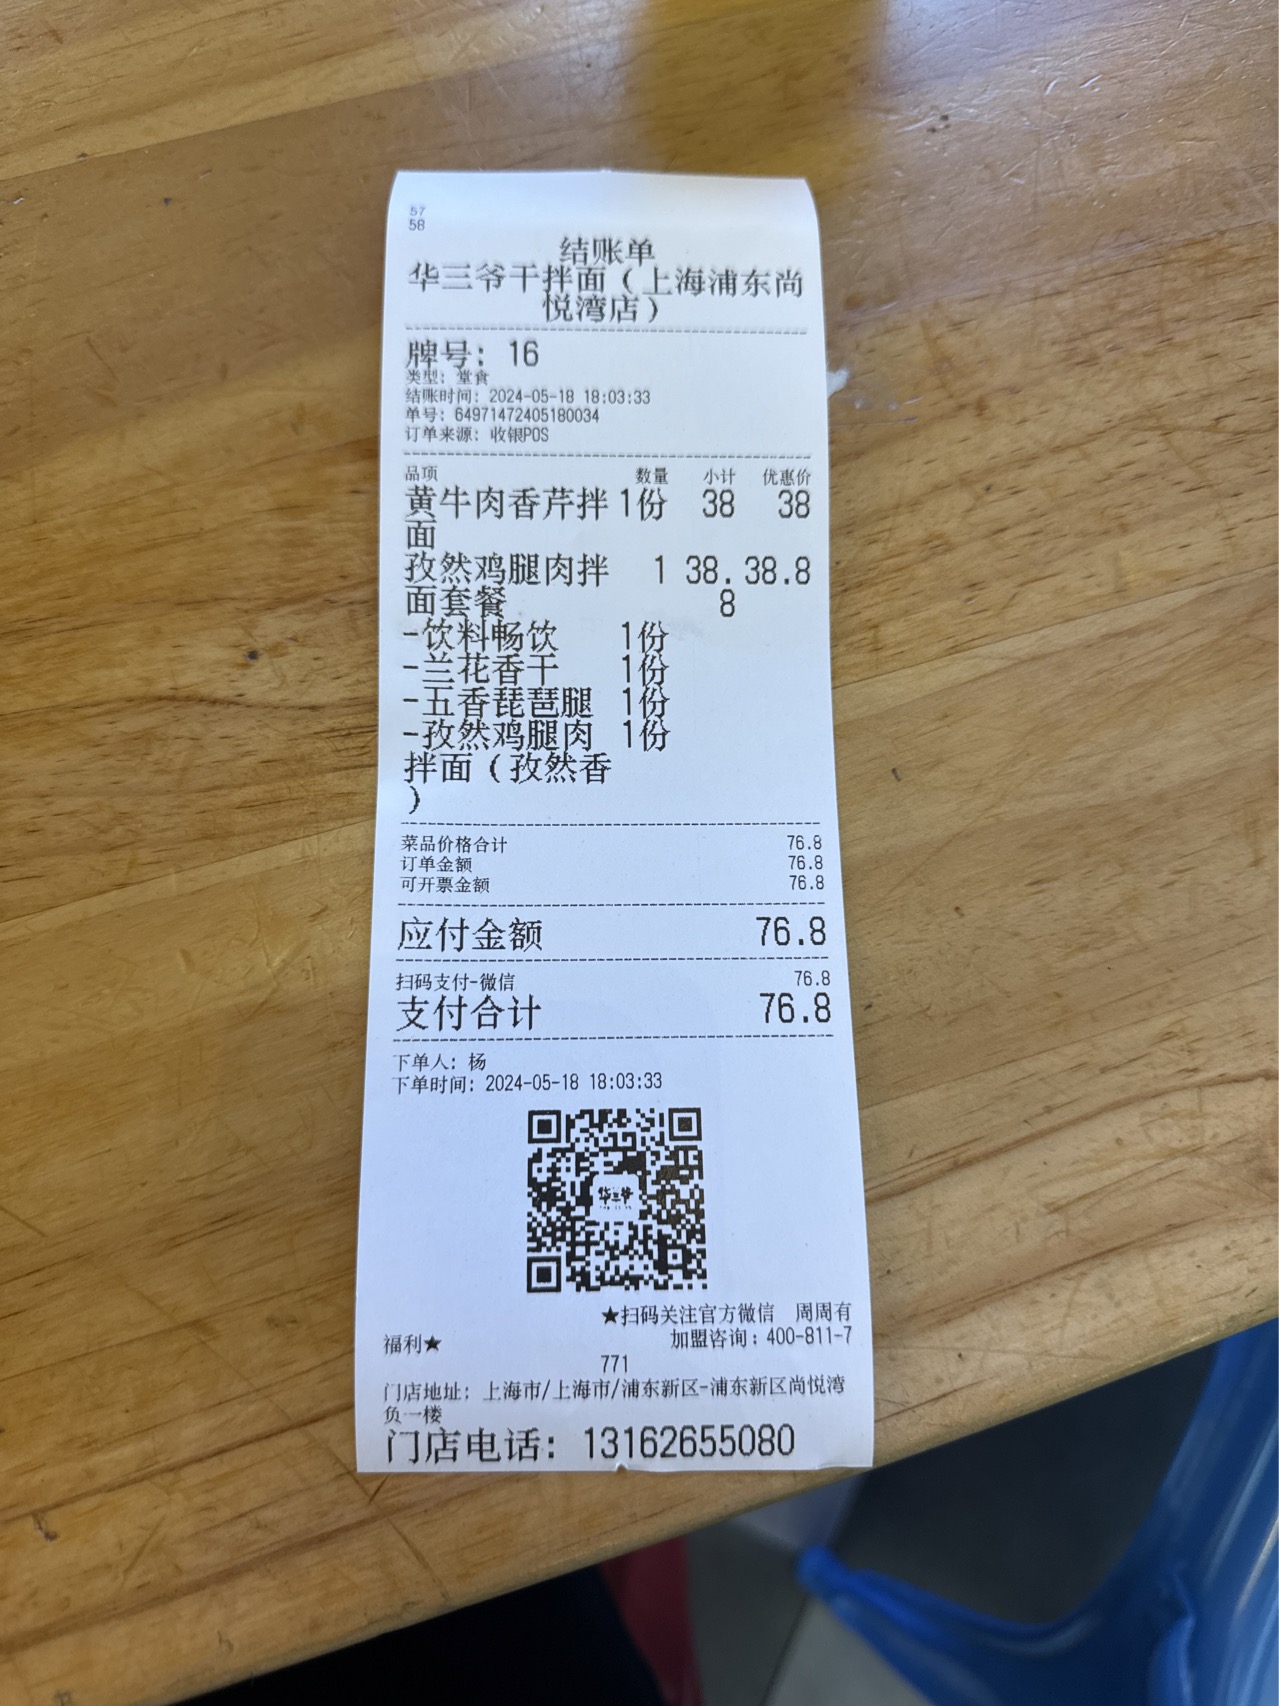 57
58
结账单
华三爷干拌面（上海浦东尚
悦湾店）
牌号：16
类型：堂食
结账时间：2024-05-18 18:03:33
单号：64971472405180034
订单来源：收银POS
品项 数量 小计 优惠价
黄牛肉香芹拌 1份 38 38
面
孜然鸡腿肉拌 1 38. 38.8
面套餐 8
-饮料畅饮 1份
-兰花香干 1份
-五香琵琶腿 1份
-孜然鸡腿肉 1份
拌面（孜然香
）
菜品价格合计 76.8
订单金额 76.8
可开票金额 76.8
应付金额 76.8
扫码支付-微信 76.8
支付合计 76.8
下单人：杨
下单时间：2024-05-18 18:03:33
华三爷
★扫码关注官方微信 周周有
福利★ 加盟咨询：400-811-7
771
门店地址：上海市/上海市/浦东新区-浦东新区尚悦湾
负一楼
门店电话：13162655080